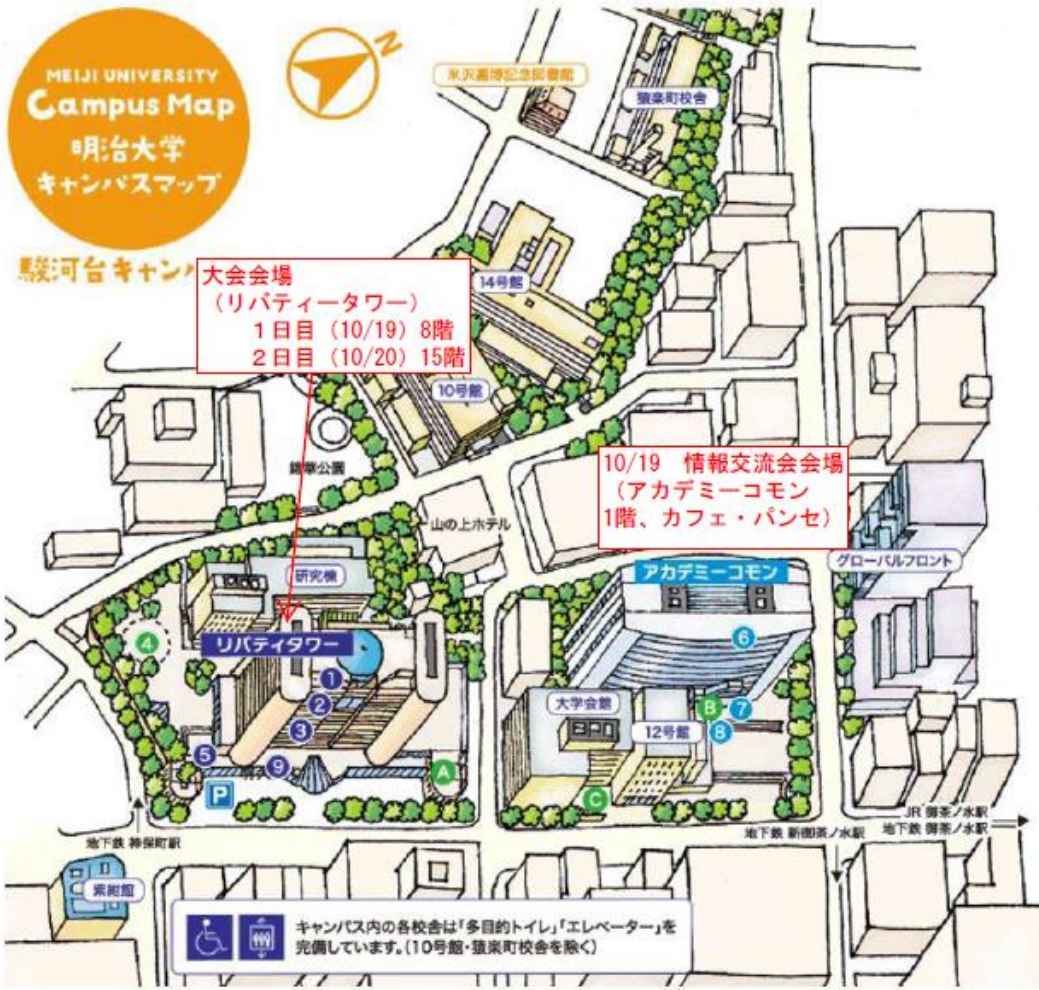 MEIJI UNIVERSITY
Campus Map
明治大学
キャンパスマップ
駿河台キャンパ
N
米沢嘉博記念図書館
猿楽町校舎
14号館
大会会場
（リバティータワー）
１日目（10/19）8階
２日目（10/20）15階
10号館
錦華公園
10/19　情報交流会会場
（アカデミーコモン
1階、カフェ・パンセ）
山の上ホテル
グローバルフロント
研究棟
アカデミーコモン
リバティタワー
4
6
1
2
3
大学会館
12号館
B
7
8
5
9
A
P
C
JR 御茶ノ水駅
地下鉄 神保町駅
地下鉄 新御茶ノ水駅
地下鉄 御茶ノ水駅
紫紺館
キャンパス内の各校舎は「多目的トイレ」「エレベーター」を
完備しています。(10号館・猿楽町校舎を除く)